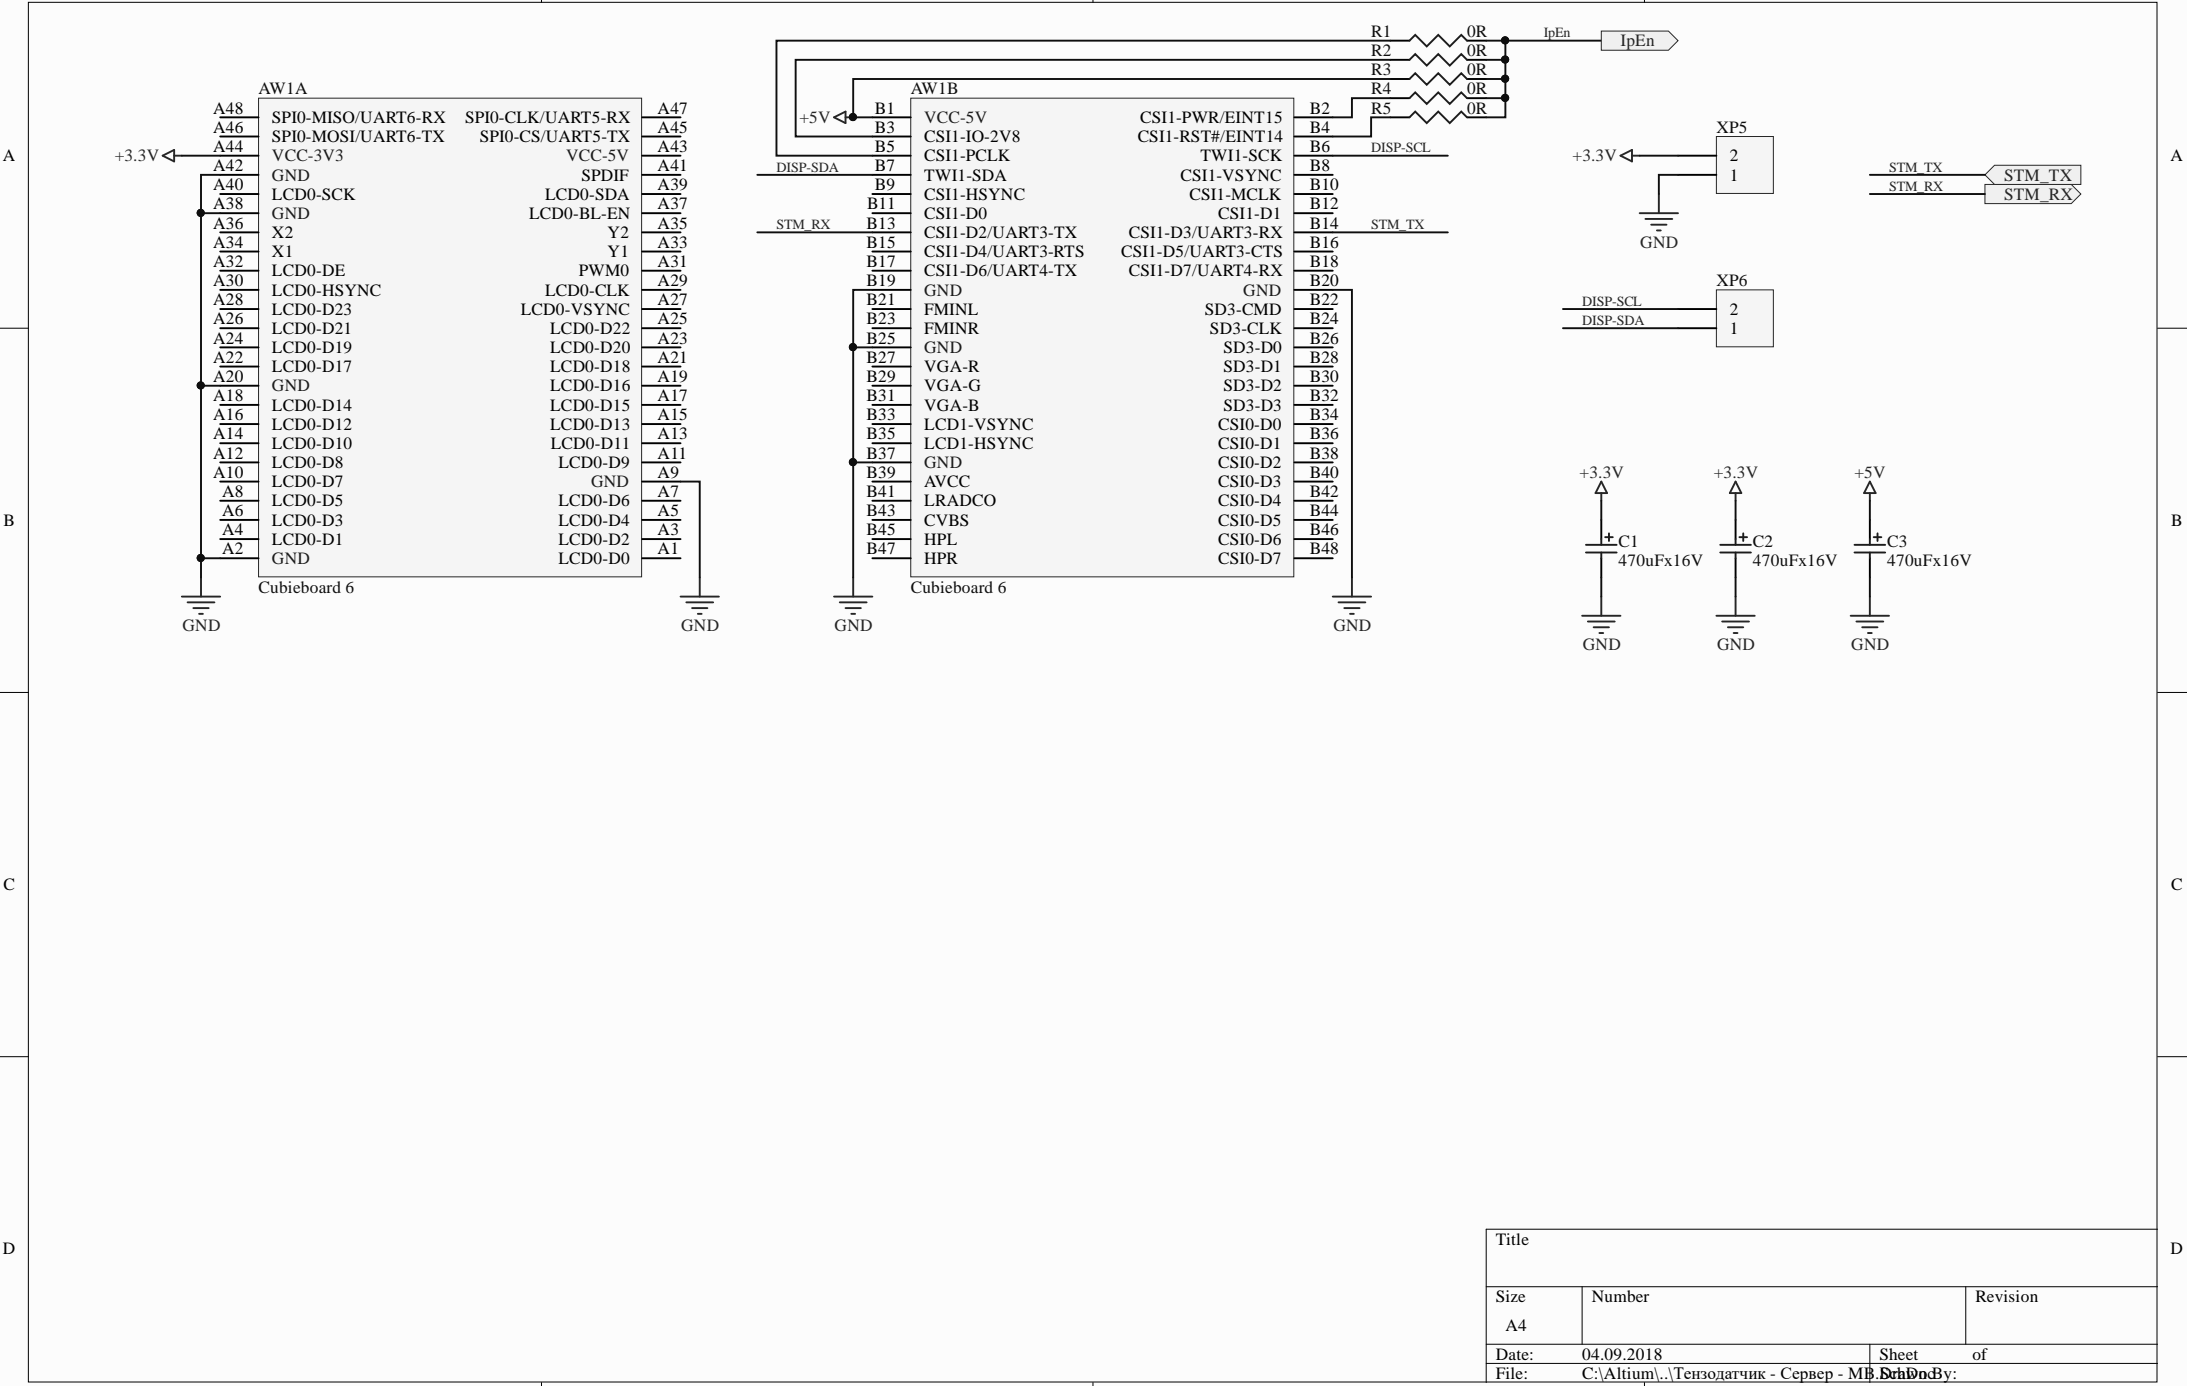 R1 0R IpEn IpEn
R2 0R
R3 0R
R4 0R
R5 0R
AW1A
A48 SPI0-MISO/UART6-RX SPI0-CLK/UART5-RX A47
A46 SPI0-MOSI/UART6-TX SPI0-CS/UART5-TX A45
+3.3V A44 VCC-3V3 VCC-5V A43
A42 GND SPDIF A41
A40 LCD0-SCK LCD0-SDA A39
A38 GND LCD0-BL-EN A37
A36 X2 Y2 A35
A34 X1 Y1 A33
A32 LCD0-DE PWM0 A31
A30 LCD0-HSYNC LCD0-CLK A29
A28 LCD0-D23 LCD0-VSYNC A27
A26 LCD0-D21 LCD0-D22 A25
A24 LCD0-D19 LCD0-D20 A23
A22 LCD0-D17 LCD0-D18 A21
A20 GND LCD0-D16 A19
A18 LCD0-D14 LCD0-D15 A17
A16 LCD0-D12 LCD0-D13 A15
A14 LCD0-D10 LCD0-D11 A13
A12 LCD0-D8 LCD0-D9 A11
A10 LCD0-D7 GND A9
A8 LCD0-D5 LCD0-D6 A7
A6 LCD0-D3 LCD0-D4 A5
A4 LCD0-D1 LCD0-D2 A3
A2 GND LCD0-D0 A1
Cubieboard 6
GND GND
AW1B
+5V B1 VCC-5V CSI1-PWR/EINT15 B2
B3 CSI1-IO-2V8 CSI1-RST#/EINT14 B4
B5 CSI1-PCLK TWI1-SCK B6 DISP-SCL
DISP-SDA B7 TWI1-SDA CSI1-VSYNC B8
B9 CSI1-HSYNC CSI1-MCLK B10
B11 CSI1-D0 CSI1-D1 B12
STM_RX B13 CSI1-D2/UART3-TX CSI1-D3/UART3-RX B14 STM_TX
B15 CSI1-D4/UART3-RTS CSI1-D5/UART3-CTS B16
B17 CSI1-D6/UART4-TX CSI1-D7/UART4-RX B18
B19 GND GND B20
B21 FMINL SD3-CMD B22
B23 FMINR SD3-CLK B24
B25 GND SD3-D0 B26
B27 VGA-R SD3-D1 B28
B29 VGA-G SD3-D2 B30
B31 VGA-B SD3-D3 B32
B33 LCD1-VSYNC CSI0-D0 B34
B35 LCD1-HSYNC CSI0-D1 B36
B37 GND CSI0-D2 B38
B39 AVCC CSI0-D3 B40
B41 LRADCO CSI0-D4 B42
B43 CVBS CSI0-D5 B44
B45 HPL CSI0-D6 B46
B47 HPR CSI0-D7 B48
Cubieboard 6
GND GND
XP5
+3.3V 2
1
GND
STM_TX STM_TX
STM_RX STM_RX
XP6
DISP-SCL 2
DISP-SDA 1
+3.3V +3.3V +5V
+ C1 + C2 + C3
470uFx16V 470uFx16V 470uFx16V
GND GND GND
A A
B B
C C
D D
Title
Size Number Revision
A4
Date: 04.09.2018 Sheet of
File: C:\Altium\..\Тензодатчик - Сервер - MB.SchDoc Drawn By: